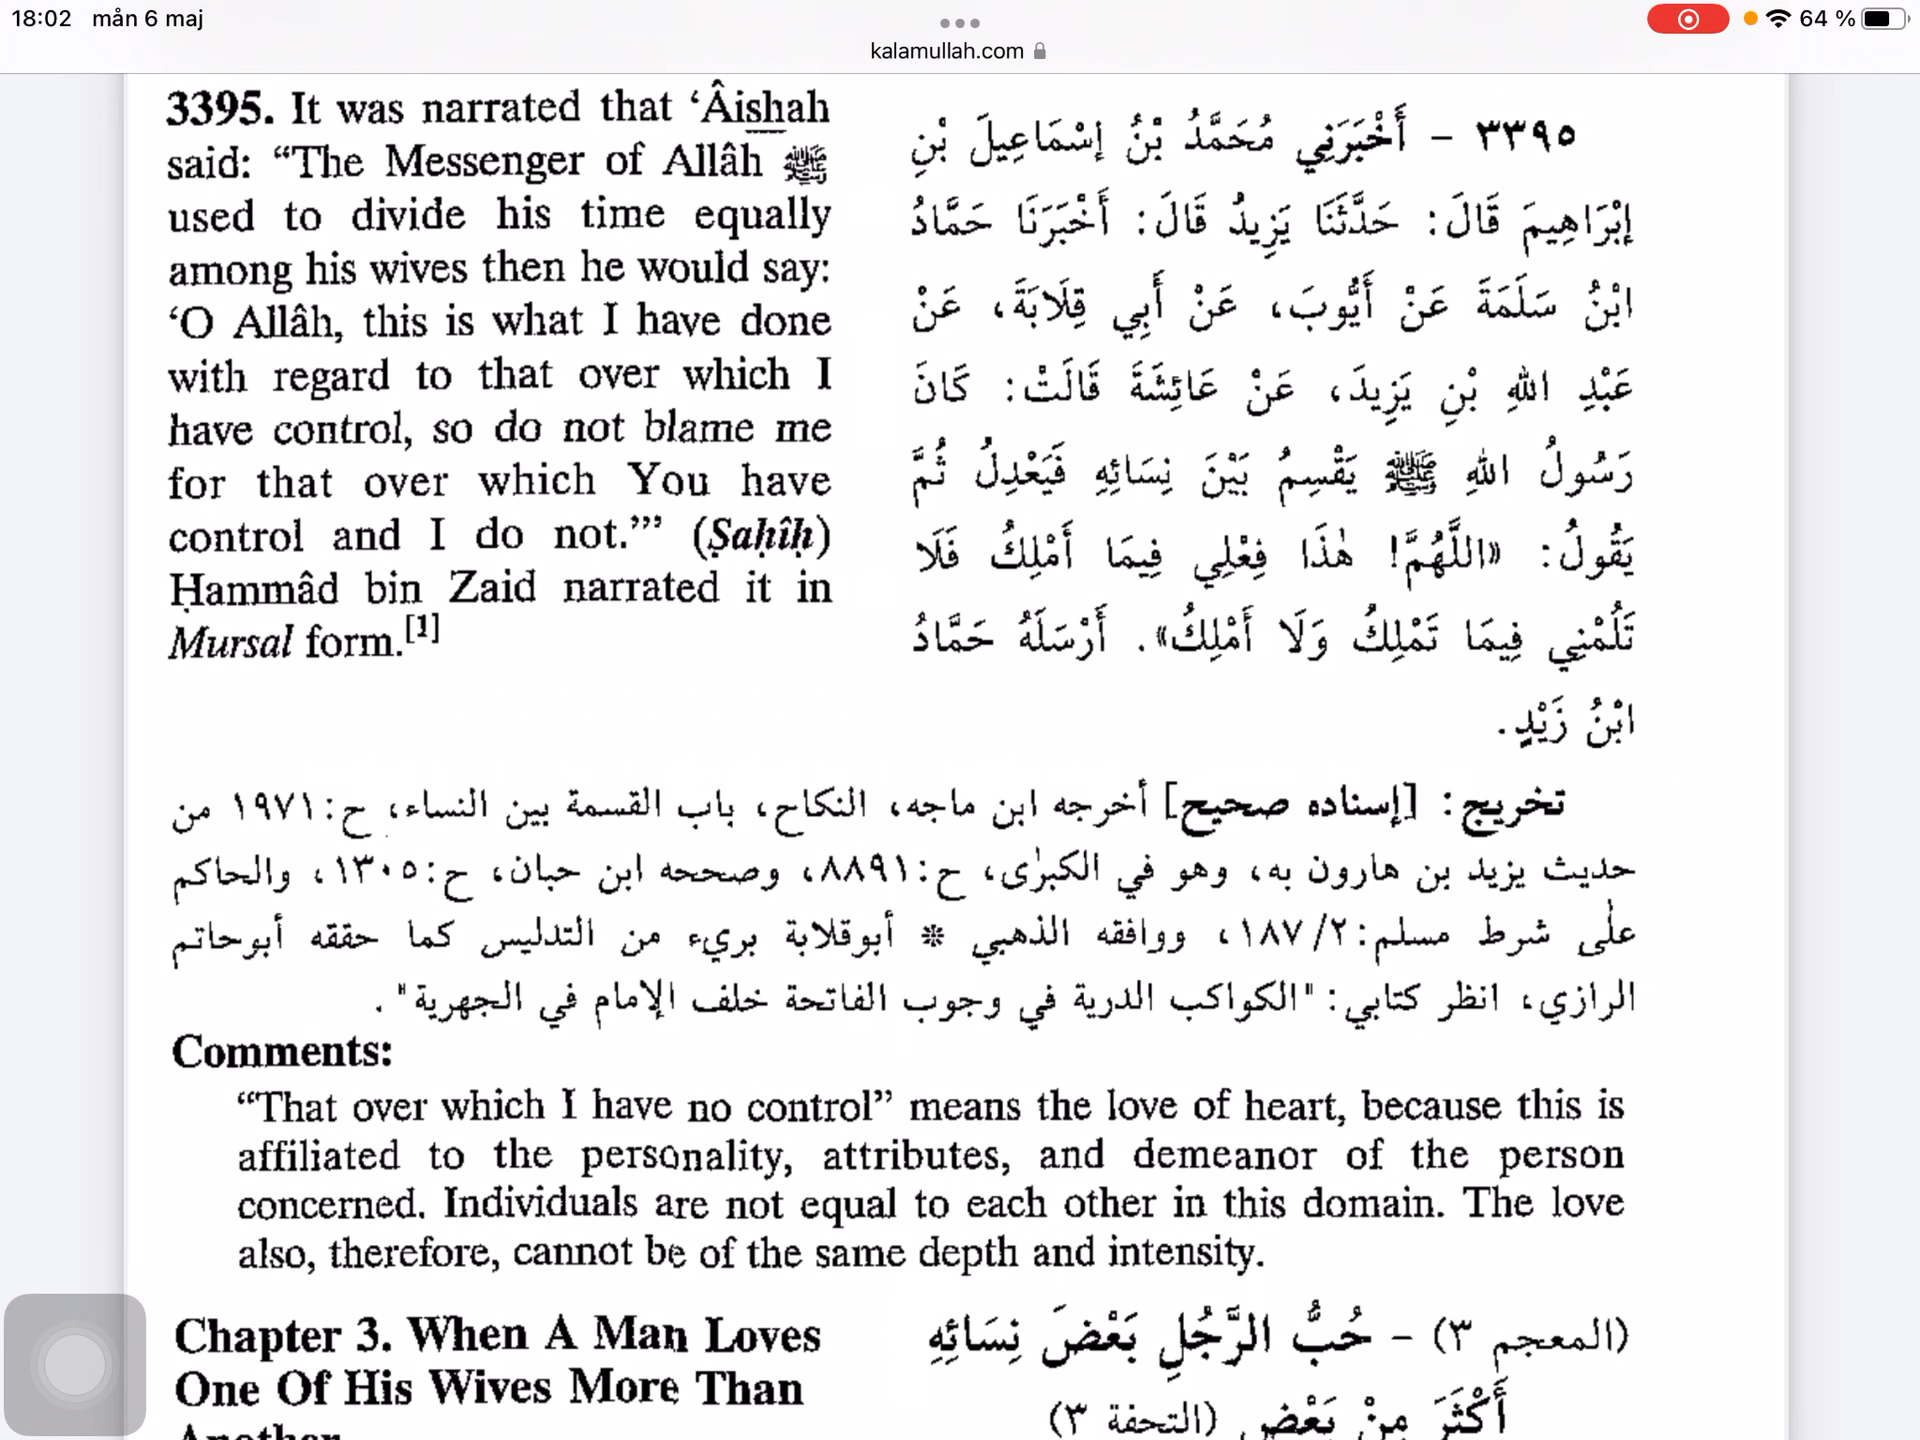 18:02 mån 6 maj
64 %
kalamullah.com
3395. It was narrated that ‘Âishah
said: “The Messenger of Allâh ﷺ
used to divide his time equally
among his wives then he would say:
‘O Allâh, this is what I have done
with regard to that over which I
have control, so do not blame me
for that over which You have
control and I do not.’” (Ṣaḥîḥ)
Ḥammâd bin Zaid narrated it in
Mursal form.[1]
٣٣٩٥ – أَخْبَرَنِي مُحَمَّدُ بْنُ إِسْمَاعِيلَ بْنِ
إِبْرَاهِيمَ قَالَ: حَدَّثَنَا يَزِيدُ قَالَ: أَخْبَرَنَا حَمَّادُ
ابْنُ سَلَمَةَ عَنْ أَيُّوبَ، عَنْ أَبِي قِلَابَةَ، عَنْ
عَبْدِ اللهِ بْنِ يَزِيدَ، عَنْ عَائِشَةَ قَالَتْ: كَانَ
رَسُولُ اللهِ ﷺ يَقْسِمُ بَيْنَ نِسَائِهِ فَيَعْدِلُ ثُمَّ
يَقُولُ: «اللَّهُمَّ! هٰذَا فِعْلِي فِيمَا أَمْلِكُ فَلَا
تَلُمْنِي فِيمَا تَمْلِكُ وَلَا أَمْلِكُ». أَرْسَلَهُ حَمَّادُ
ابْنُ زَيْدٍ.
تخريج: [إسناده صحيح] أخرجه ابن ماجه، النكاح، باب القسمة بين النساء، ح:١٩٧١ من
حديث يزيد بن هارون به، وهو في الكبرٰى، ح:٨٨٩١، وصححه ابن حبان، ح:١٣٠٥، والحاكم
علٰى شرط مسلم:٢/ ١٨٧، ووافقه الذهبي * أبوقلابة بريء من التدليس كما حققه أبوحاتم
الرازي، انظر كتابي: "الكواكب الدرية في وجوب الفاتحة خلف الإمام في الجهرية".
Comments:
“That over which I have no control” means the love of heart, because this is
affiliated to the personality, attributes, and demeanor of the person
concerned. Individuals are not equal to each other in this domain. The love
also, therefore, cannot be of the same depth and intensity.
Chapter 3. When A Man Loves
One Of His Wives More Than
Another
(المعجم ٣) – حُبُّ الرَّجُلِ بَعْضَ نِسَائِهِ
أَكْثَرَ مِنْ بَعْضٍ (التحفة ٣)